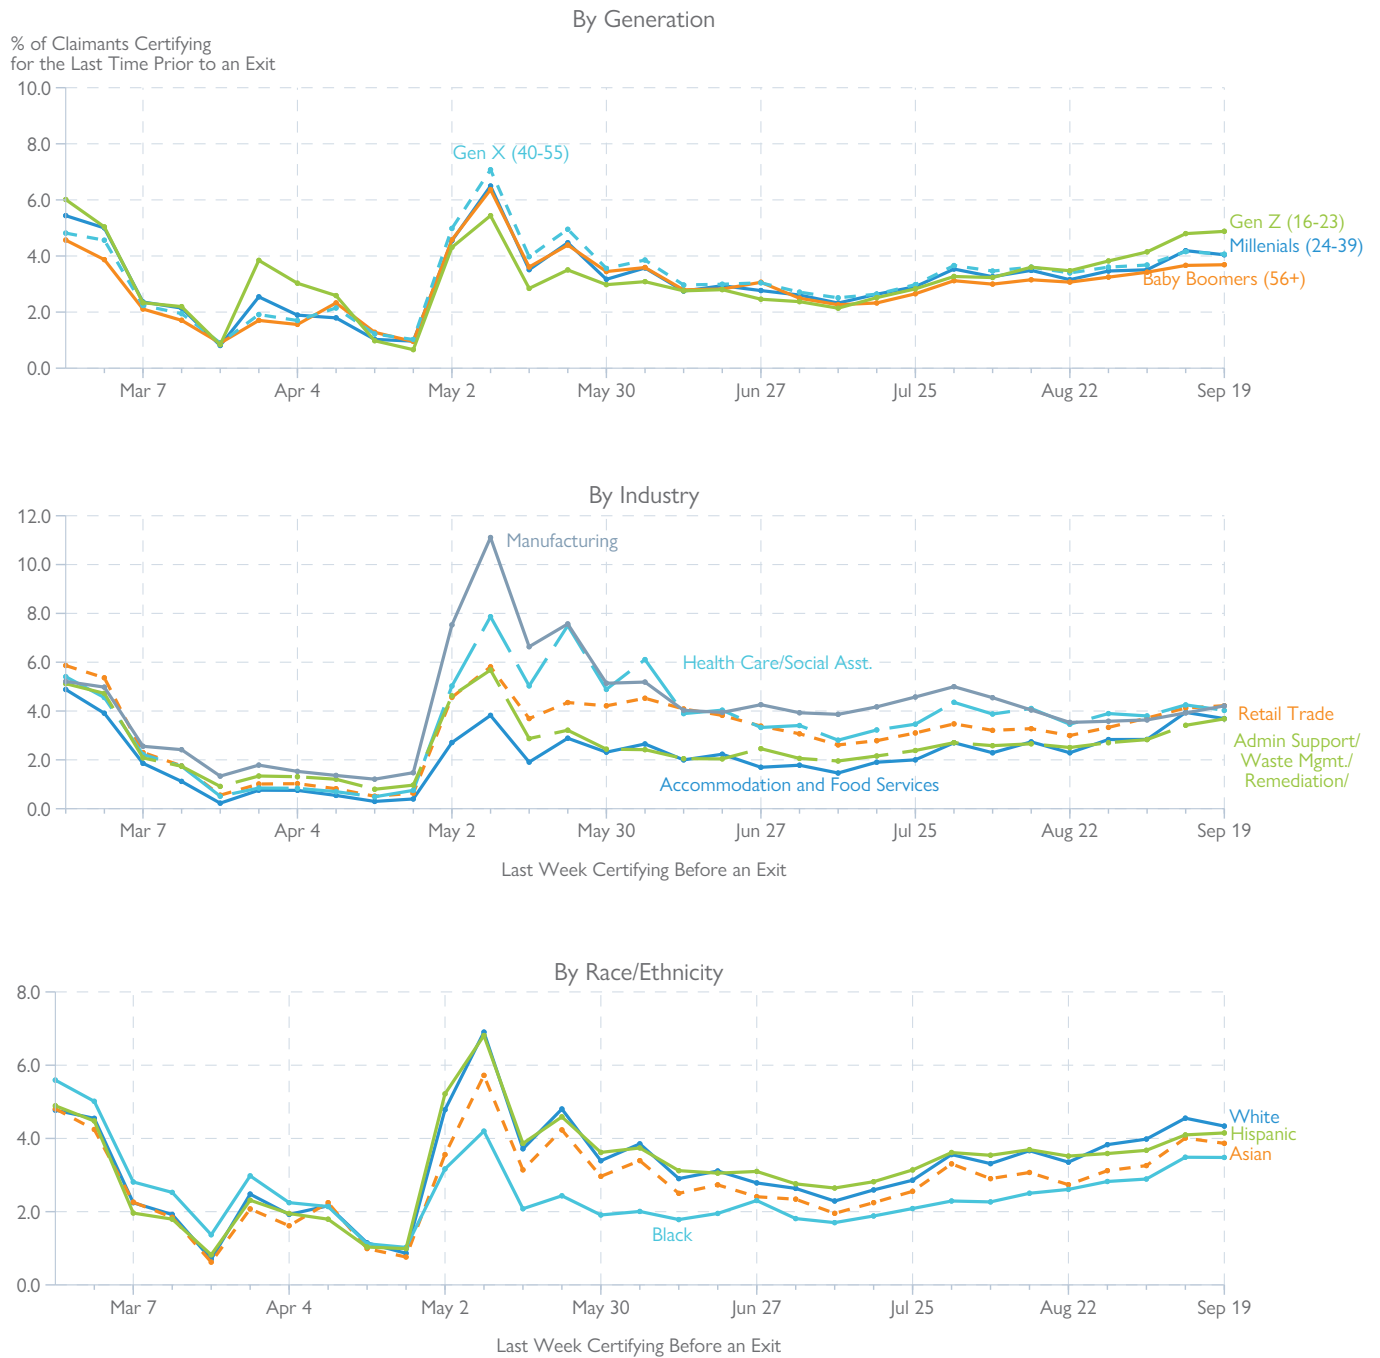 By Generation
% of Claimants Certifying
for the Last Time Prior to an Exit
10.0
8.0
Gen X (40-55)
6.0
Gen Z (16-23)
Millenials (24-39)
4.0
Baby Boomers (56+)
2.0
0.0
Mar 7 Apr 4 May 2 May 30 Jun 27 Jul 25 Aug 22 Sep 19
By Industry
12.0
Manufacturing
10.0
8.0
6.0
Health Care/Social Asst.
4.0
Retail Trade
Admin Support/
Waste Mgmt./
Remediation/
2.0
Accommodation and Food Services
0.0
Mar 7 Apr 4 May 2 May 30 Jun 27 Jul 25 Aug 22 Sep 19
Last Week Certifying Before an Exit
By Race/Ethnicity
8.0
6.0
White
4.0
Hispanic
Asian
2.0
Black
0.0
Mar 7 Apr 4 May 2 May 30 Jun 27 Jul 25 Aug 22 Sep 19
Last Week Certifying Before an Exit